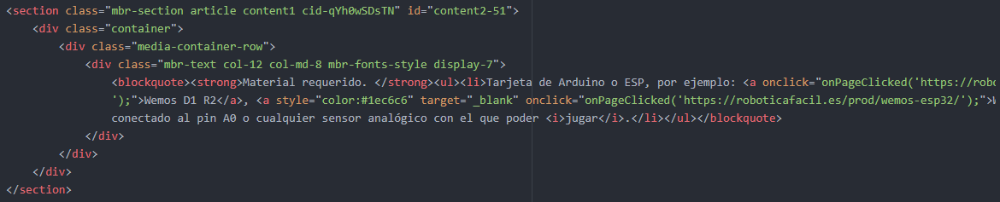 <section class="mbr-section article content1 cid-qYh0wSDsTN" id="content2-51">
<div class="container">
<div class="media-container-row">
<div class="mbr-text col-12 col-md-8 mbr-fonts-style display-7">
<blockquote><strong>Material requerido. </strong><ul><li>Tarjeta de Arduino o ESP, por ejemplo: <a onclick="onPageClicked('https://robo
');">Wemos D1 R2</a>, <a style="color:#1ec6c6" target="_blank" onclick="onPageClicked('https://roboticafacil.es/prod/wemos-esp32/');">
conectado al pin A0 o cualquier sensor analógico con el que poder <i>jugar</i>.</li></ul></blockquote>
</div>
</div>
</div>
</section>